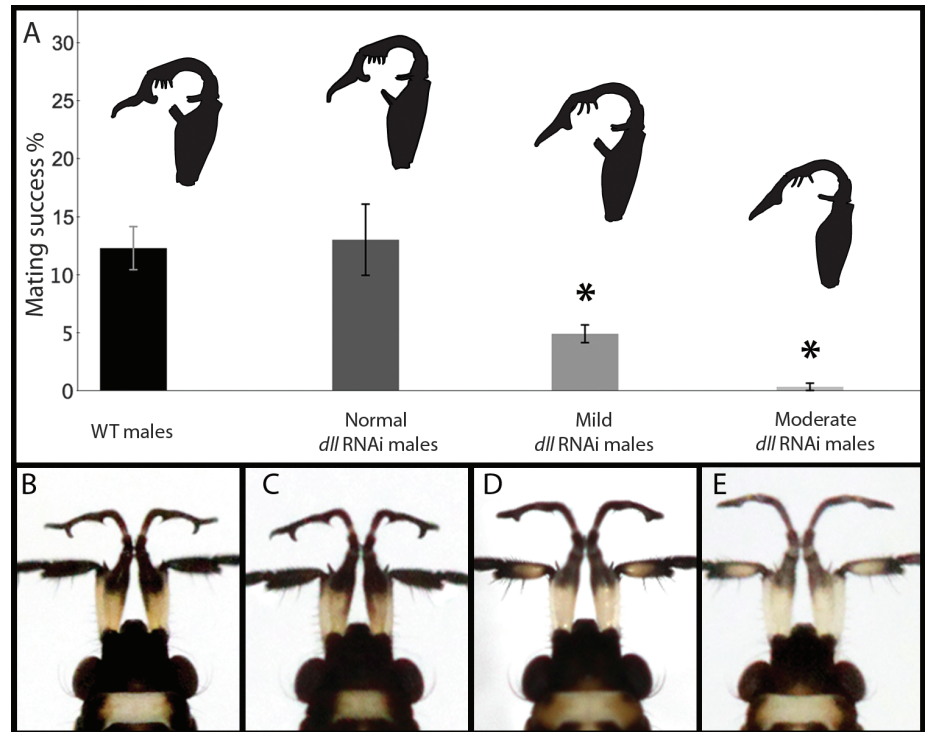 A
30
25
20
15
10
5
0
Mating success %
*
*
WT males
Normal
dll RNAi males
Mild
dll RNAi males
Moderate
dll RNAi males
B
C
D
E